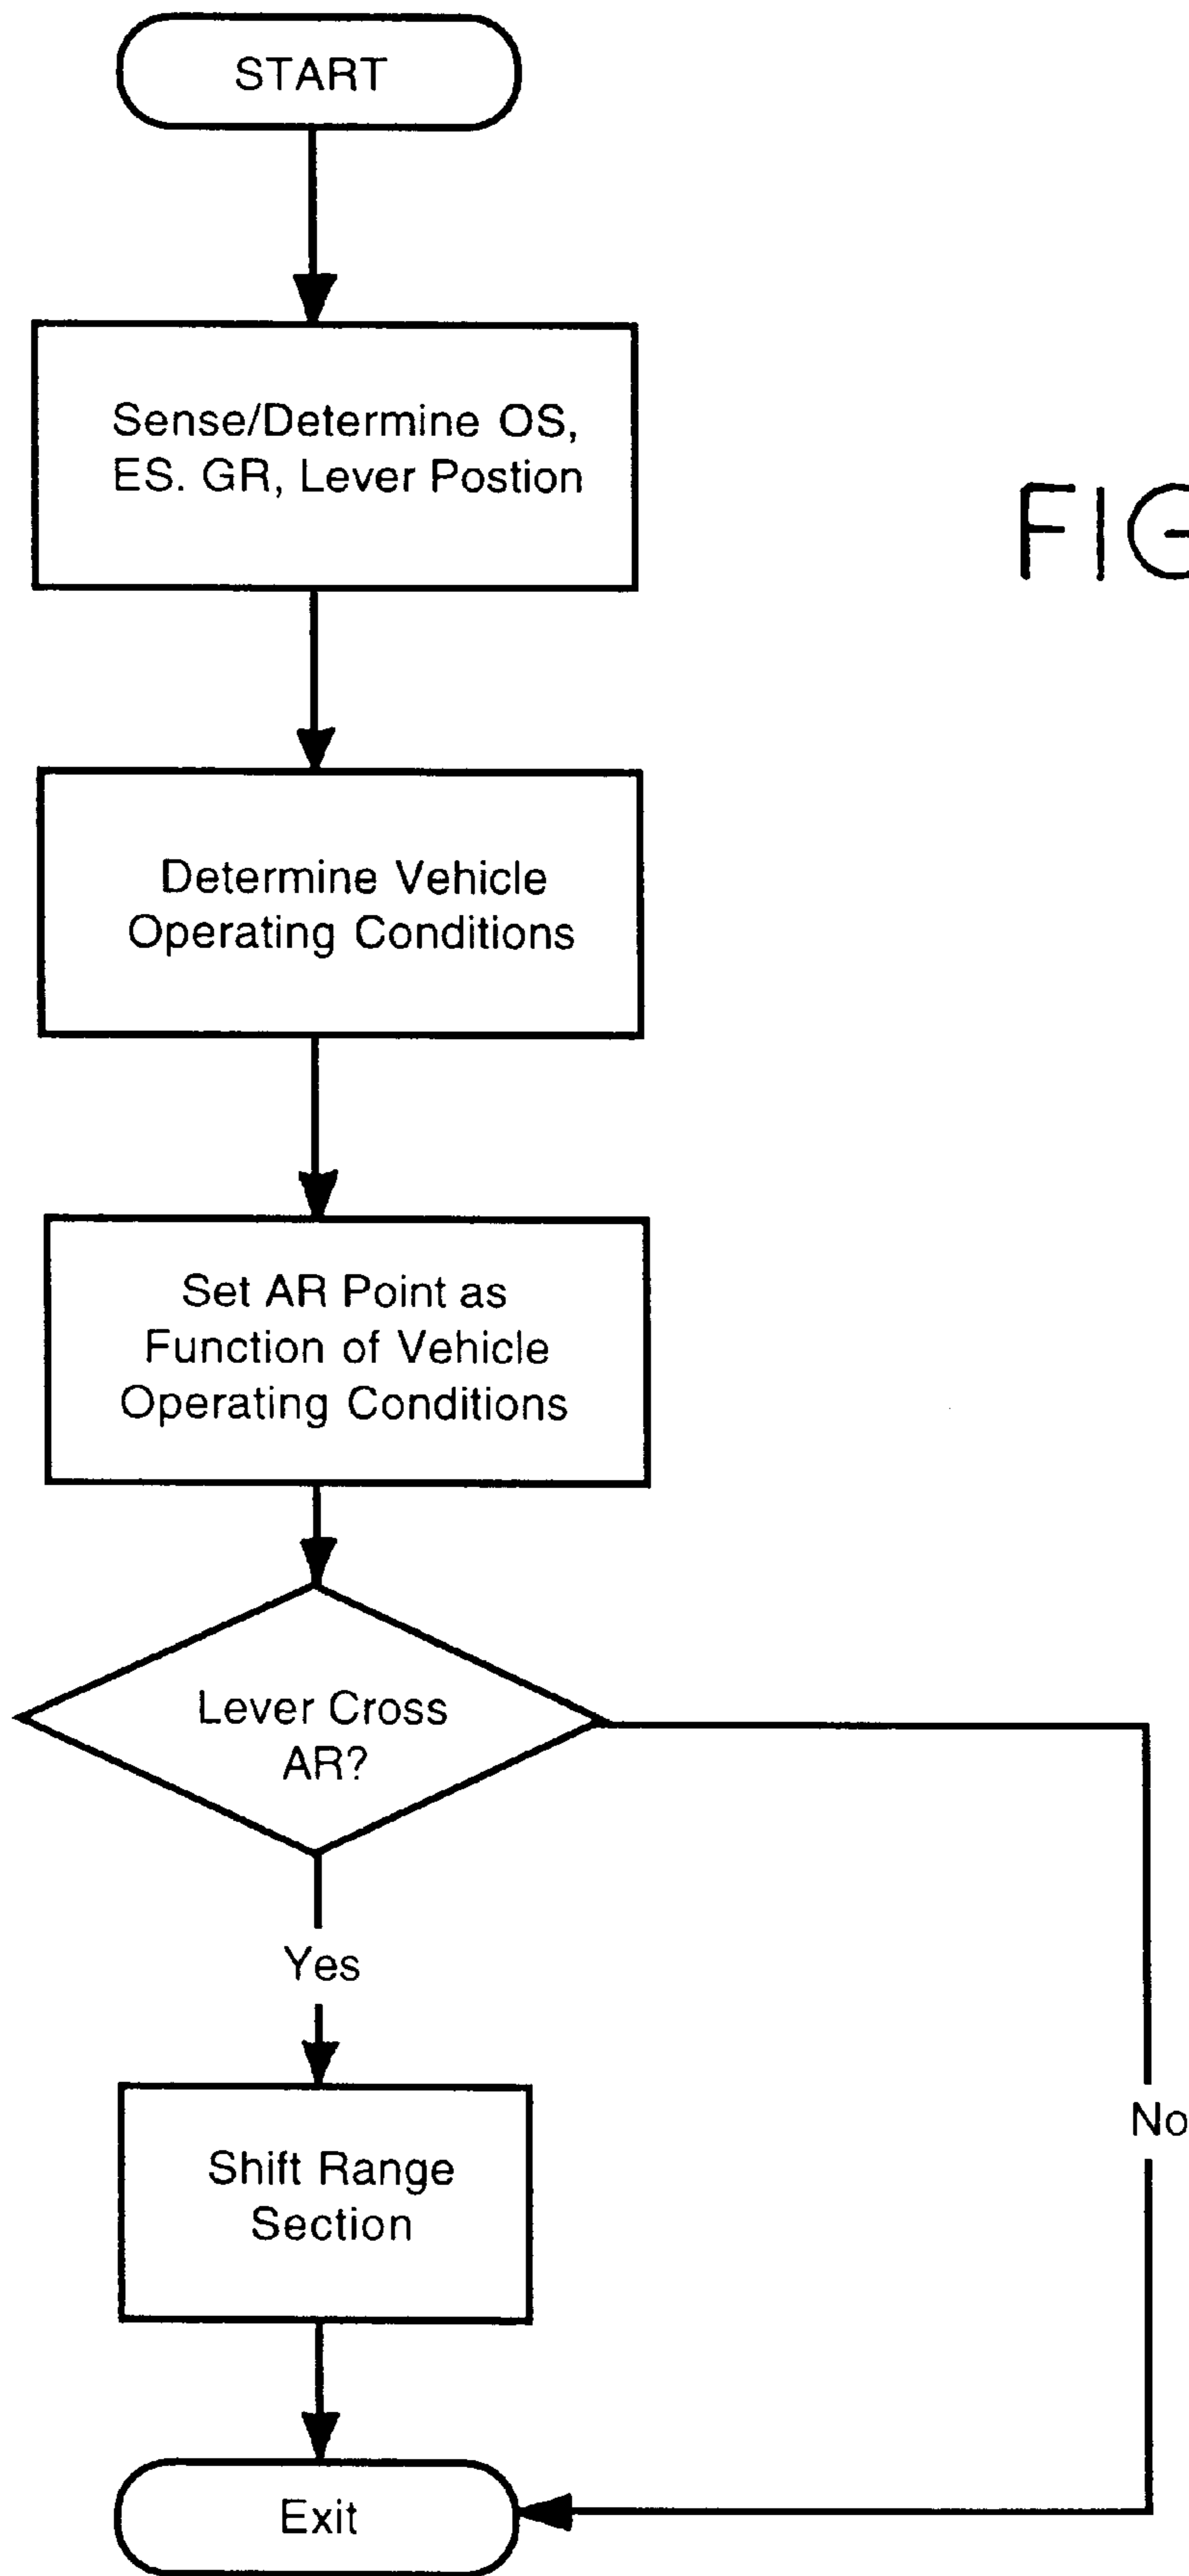 START
Sense/Determine OS,
ES. GR, Lever Postion
FIG
Determine Vehicle
Operating Conditions
Set AR Point as
Function of Vehicle
Operating Conditions
Lever Cross
AR?
Yes
No
Shift Range
Section
Exit